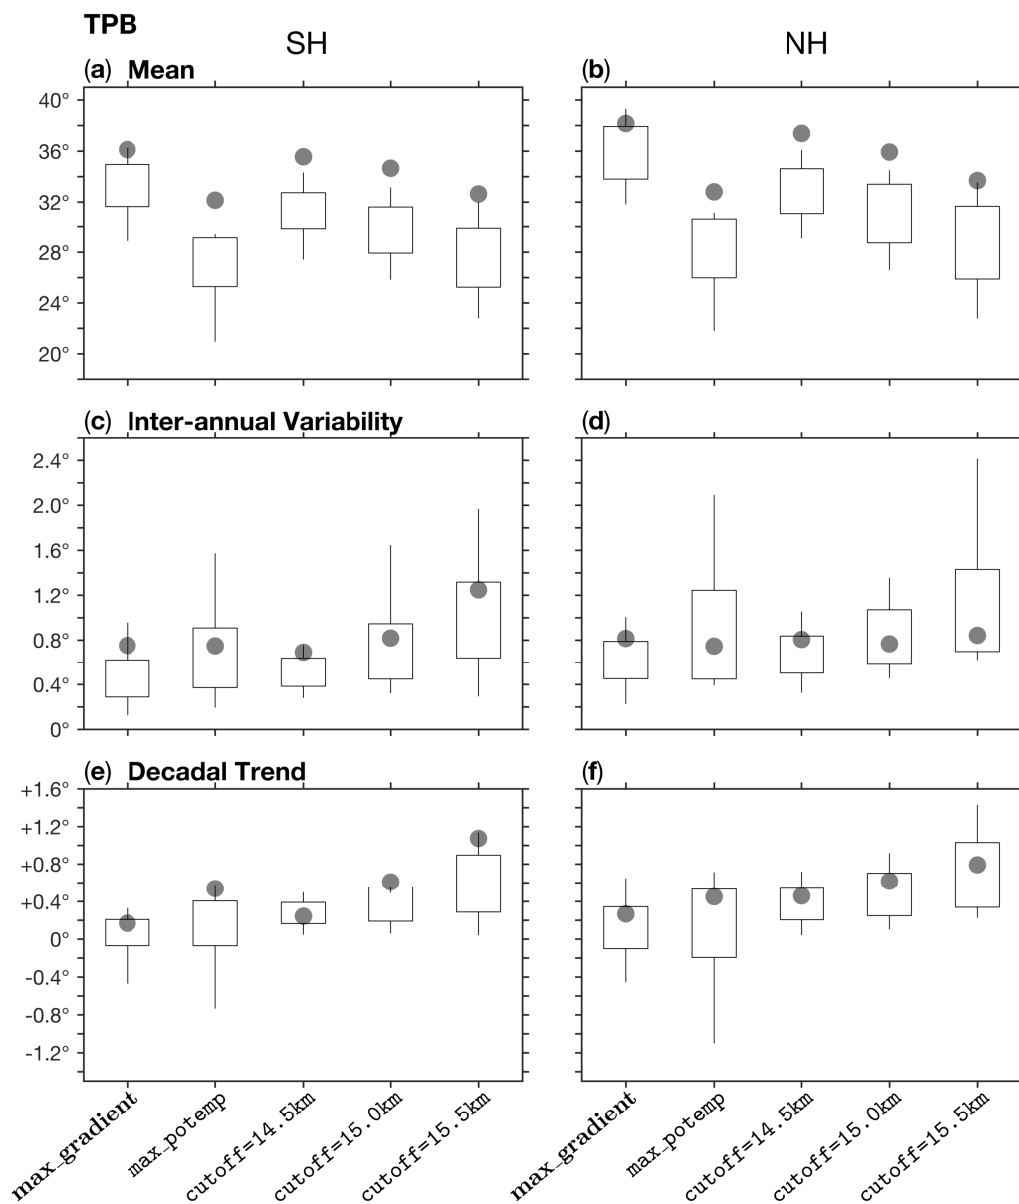 TPB
SH
NH
(a) Mean
(b)
40°
36°
32°
28°
24°
20°
(c) Inter-annual Variability
(d)
2.4°
2.0°
1.6°
1.2°
0.8°
0.4°
0°
(e) Decadal Trend
(f)
+1.6°
+1.2°
+0.8°
+0.4°
0°
-0.4°
-0.8°
-1.2°
max_gradient
max_potemp
cutoff=14.5km
cutoff=15.0km
cutoff=15.5km
max_gradient
max_potemp
cutoff=14.5km
cutoff=15.0km
cutoff=15.5km